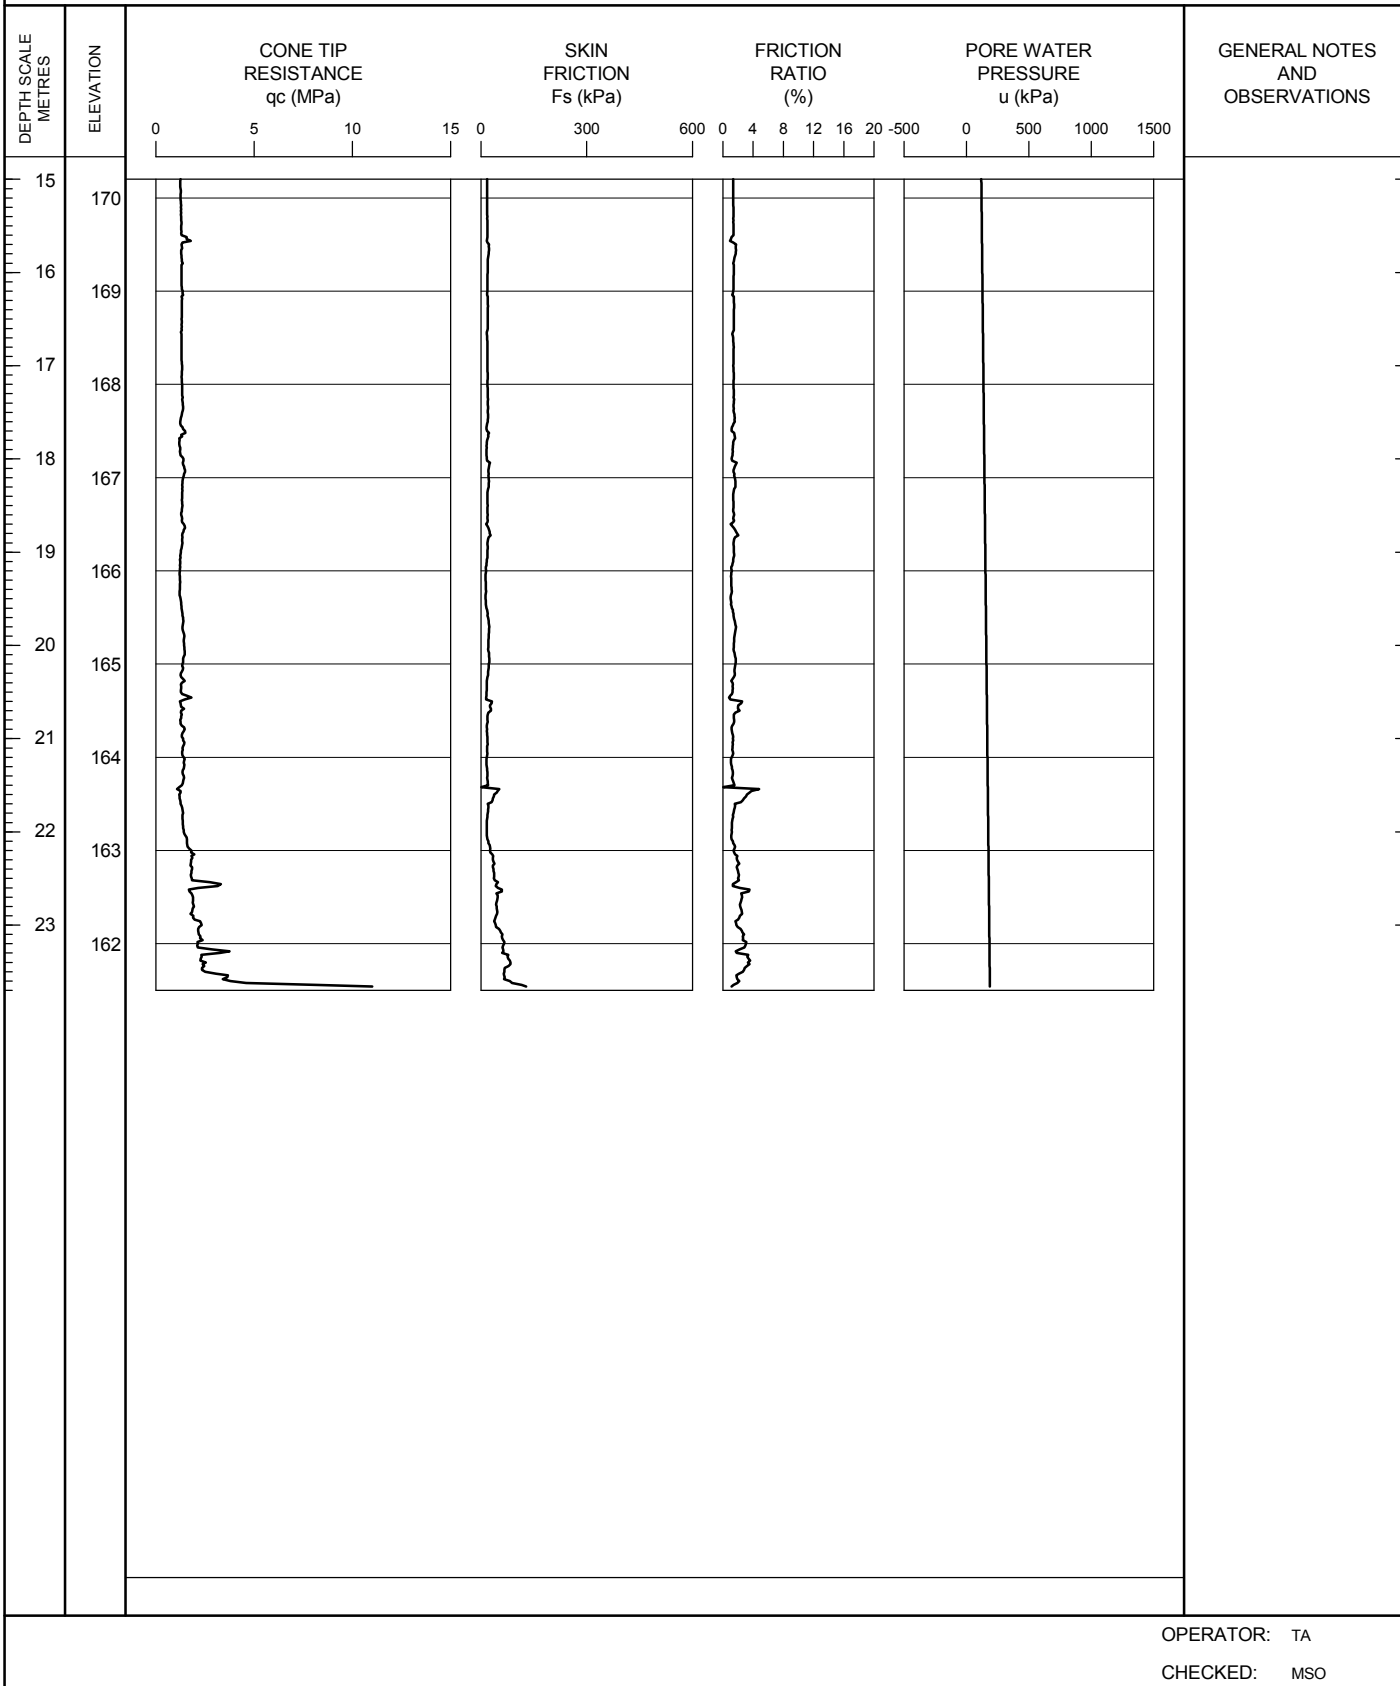 DEPTH SCALE
METRES
ELEVATION
CONE TIP
RESISTANCE
qc (MPa)
SKIN
FRICTION
Fs (kPa)
FRICTION
RATIO
(%)
PORE WATER
PRESSURE
u (kPa)
GENERAL NOTES
AND
OBSERVATIONS
0 5 10 15 0 300 600 0 4 8 12 16 20 -500 0 500 1000 1500
15
170
16
169
17
168
18
167
19
166
20
165
21
164
22
163
23
162
OPERATOR: TA
CHECKED: MSO